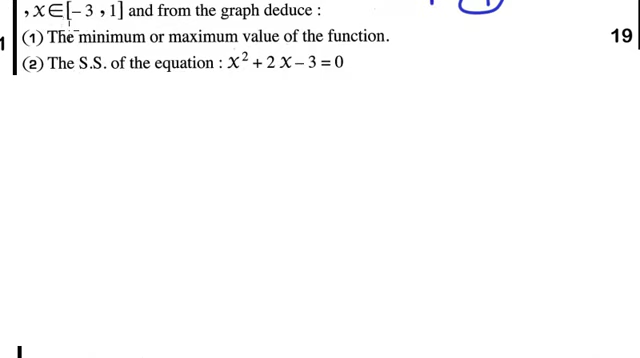 , x ∈ [– 3 , 1] and from the graph deduce :
(1) The minimum or maximum value of the function.
19
(2) The S.S. of the equation : x² + 2 x – 3 = 0